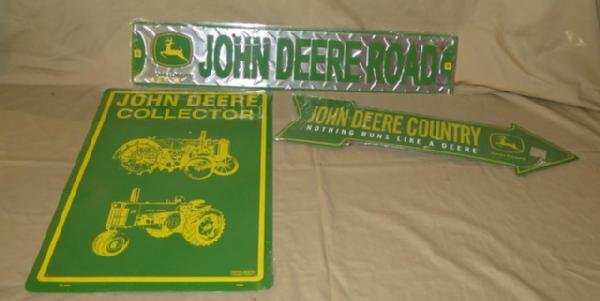 JOHN DEERE ROAD
JOHN DEERE
COLLECTOR
JOHN DEERE COUNTRY
NOTHING RUNS LIKE A DEERE